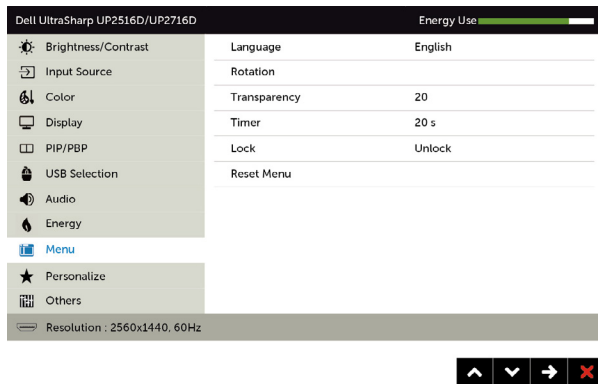 Dell UltraSharp UP2516D/UP2716D Energy Use
Brightness/Contrast Language English
Input Source Rotation
Color Transparency 20
Display Timer 20 s
PIP/PBP Lock Unlock
USB Selection Reset Menu
Audio
Energy
Menu
Personalize
Others
Resolution : 2560x1440, 60Hz